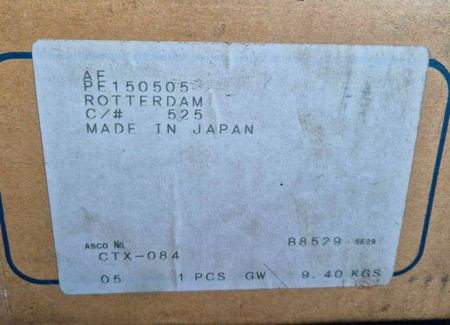 AE
PE150505
ROTTERDAM
C/# 525
MADE IN JAPAN
ASCO No. B8529 5E29
CTX-084
05 1 PCS GW 9.40 KGS